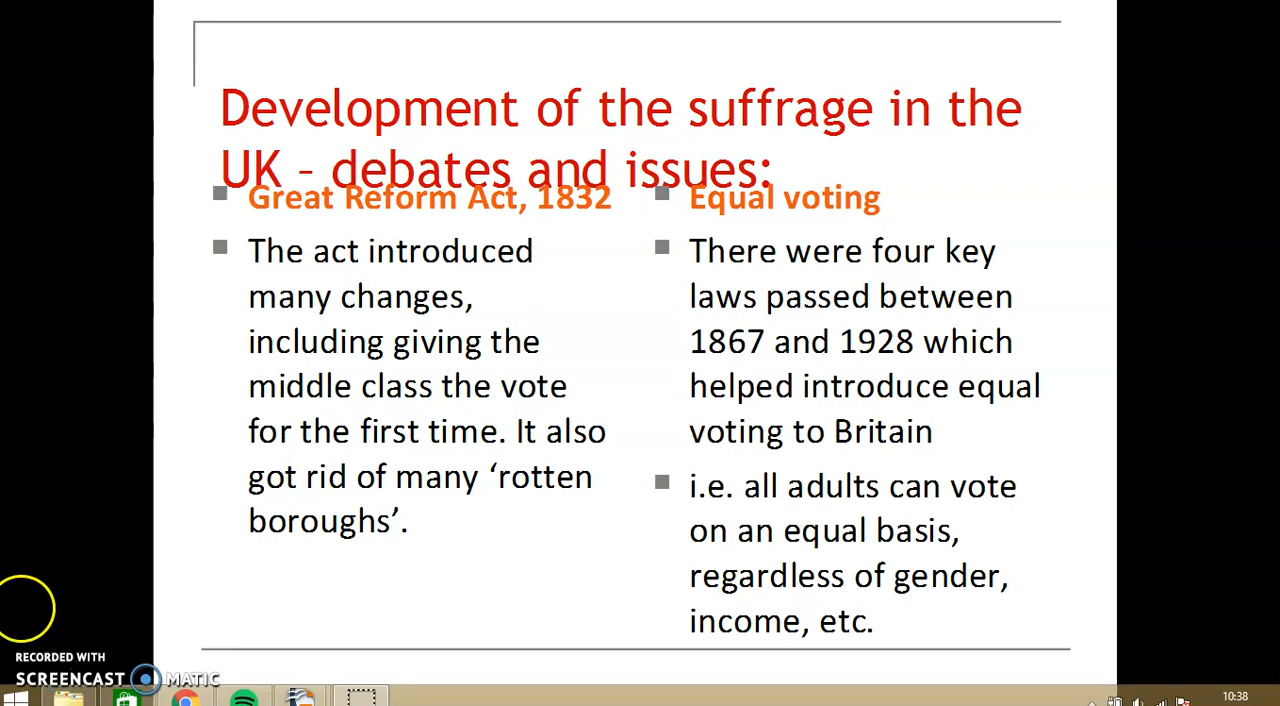 Development of the suffrage in the
UK – debates and issues:
Great Reform Act, 1832
The act introduced
many changes,
including giving the
middle class the vote
for the first time. It also
got rid of many ‘rotten
boroughs’.
Equal voting
There were four key
laws passed between
1867 and 1928 which
helped introduce equal
voting to Britain
i.e. all adults can vote
on an equal basis,
regardless of gender,
income, etc.
RECORDED WITH
SCREENCAST MATIC
10:38